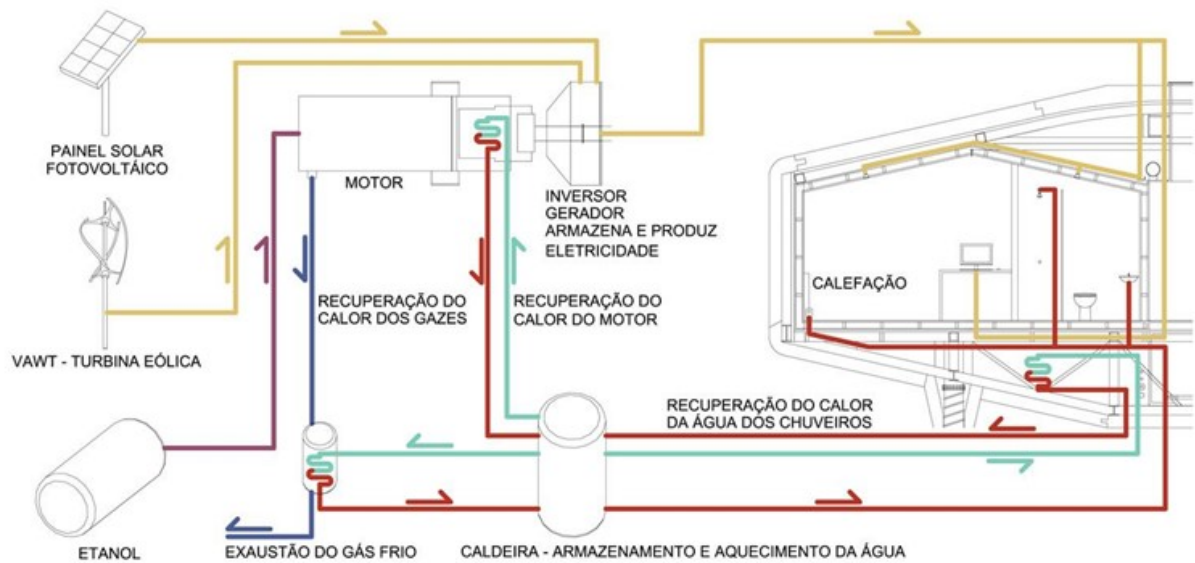 PAINEL SOLAR
FOTOVOLTÁICO
MOTOR
INVERSOR
GERADOR
ARMAZENA E PRODUZ
ELETRICIDADE
VAWT - TURBINA EÓLICA
RECUPERAÇÃO DO
CALOR DOS GAZES
RECUPERAÇÃO DO
CALOR DO MOTOR
CALEFAÇÃO
RECUPERAÇÃO DO CALOR
DA ÁGUA DOS CHUVEIROS
ETANOL
EXAUSTÃO DO GÁS FRIO
CALDEIRA - ARMAZENAMENTO E AQUECIMENTO DA ÁGUA